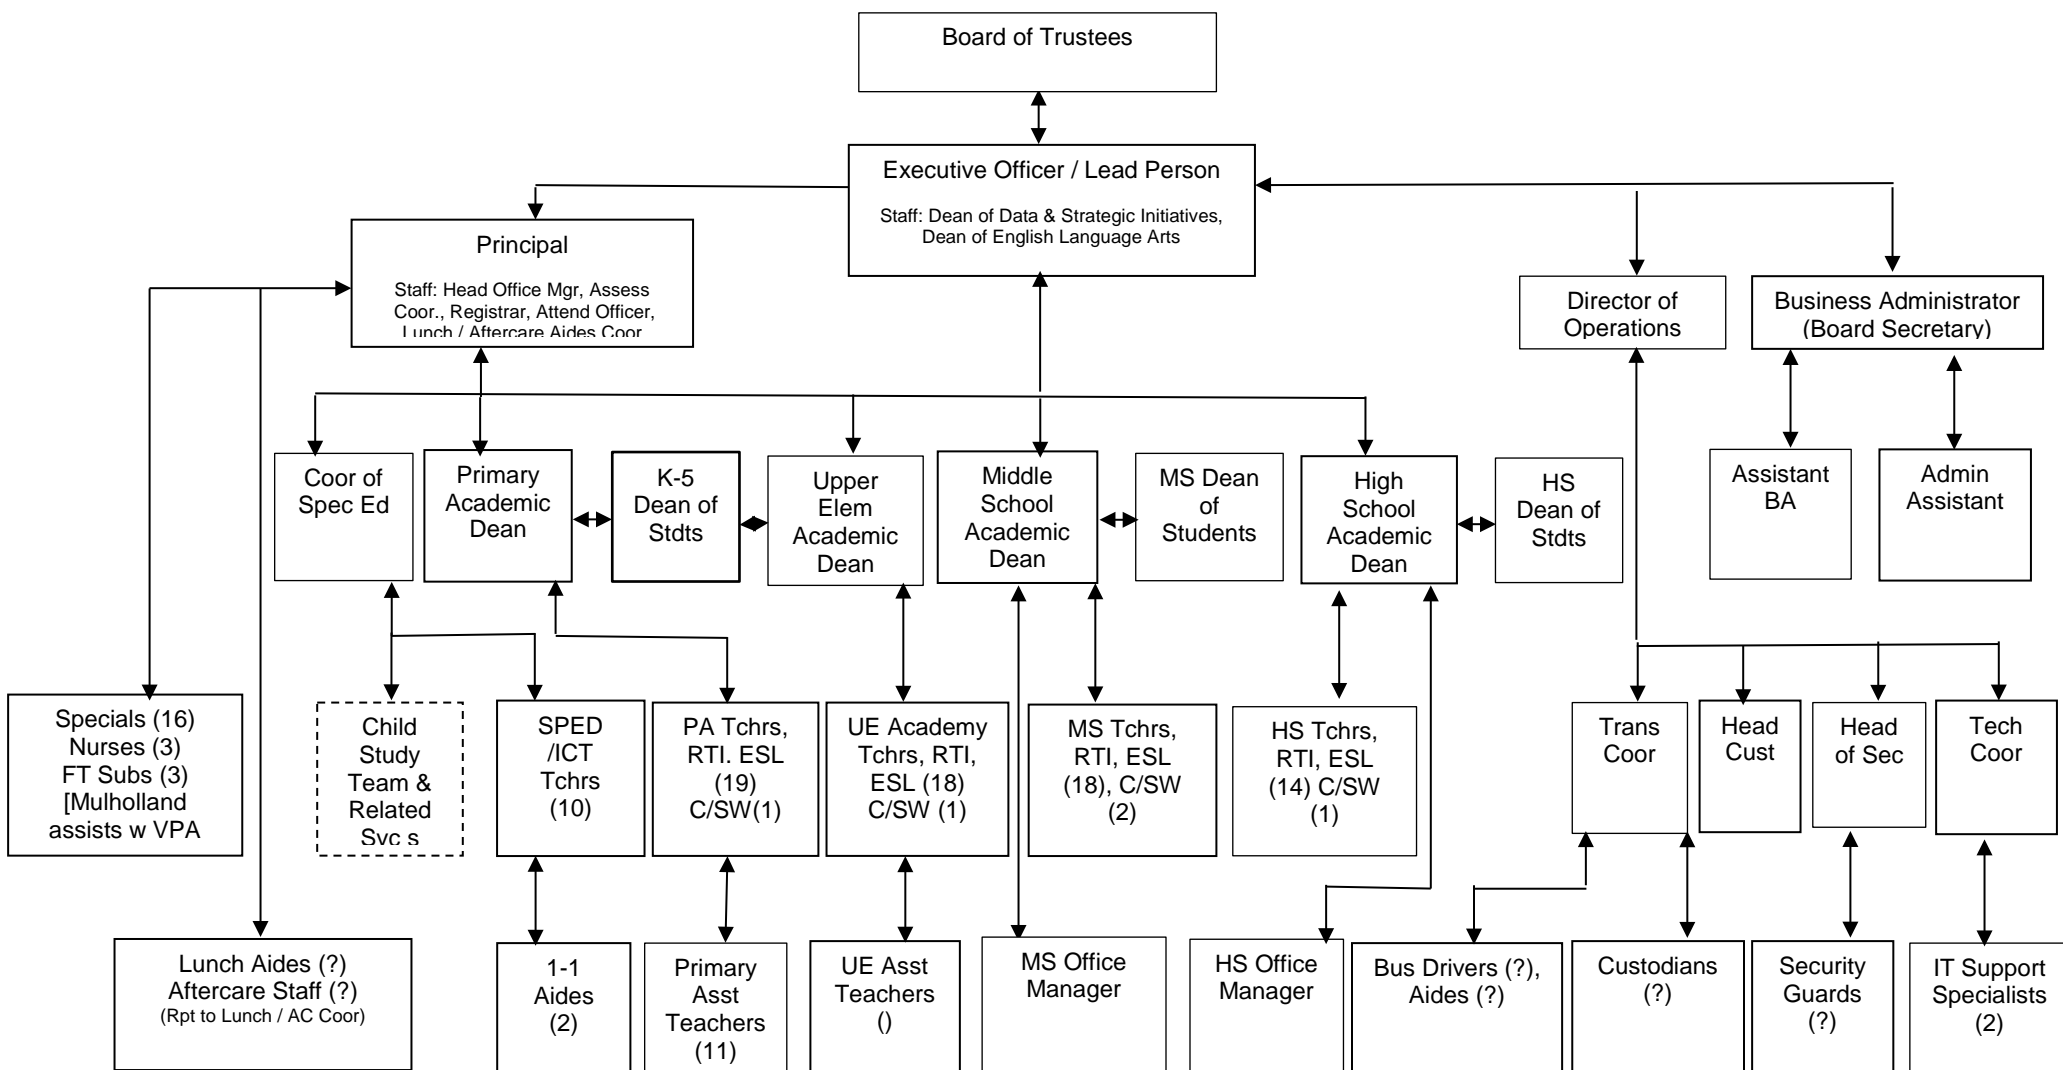 Board of Trustees
Executive Officer / Lead Person
Staff: Dean of Data & Strategic Initiatives,
Dean of English Language Arts
Principal
Staff: Head Office Mgr, Assess
Coor., Registrar, Attend Officer,
Lunch / Aftercare Aides Coor
Director of
Operations
Business Administrator
(Board Secretary)
Coor of
Spec Ed
Primary
Academic
Dean
K-5
Dean of
Stdts
Upper
Elem
Academic
Dean
Middle
School
Academic
Dean
MS Dean
of
Students
High
School
Academic
Dean
HS
Dean of
Stdts
Assistant
BA
Admin
Assistant
Specials (16)
Nurses (3)
FT Subs (3)
[Mulholland
assists w VPA
Child
Study
Team &
Related
Svc s
SPED
/ICT
Tchrs
(10)
PA Tchrs,
RTI. ESL
(19)
C/SW(1)
UE Academy
Tchrs, RTI,
ESL (18)
C/SW (1)
MS Tchrs,
RTI, ESL
(18), C/SW
(2)
HS Tchrs,
RTI, ESL
(14) C/SW
(1)
Trans
Coor
Head
Cust
Head
of Sec
Tech
Coor
Lunch Aides (?)
Aftercare Staff (?)
(Rpt to Lunch / AC Coor)
1-1
Aides
(2)
Primary
Asst
Teachers
(11)
UE Asst
Teachers
()
MS Office
Manager
HS Office
Manager
Bus Drivers (?),
Aides (?)
Custodians
(?)
Security
Guards
(?)
IT Support
Specialists
(2)